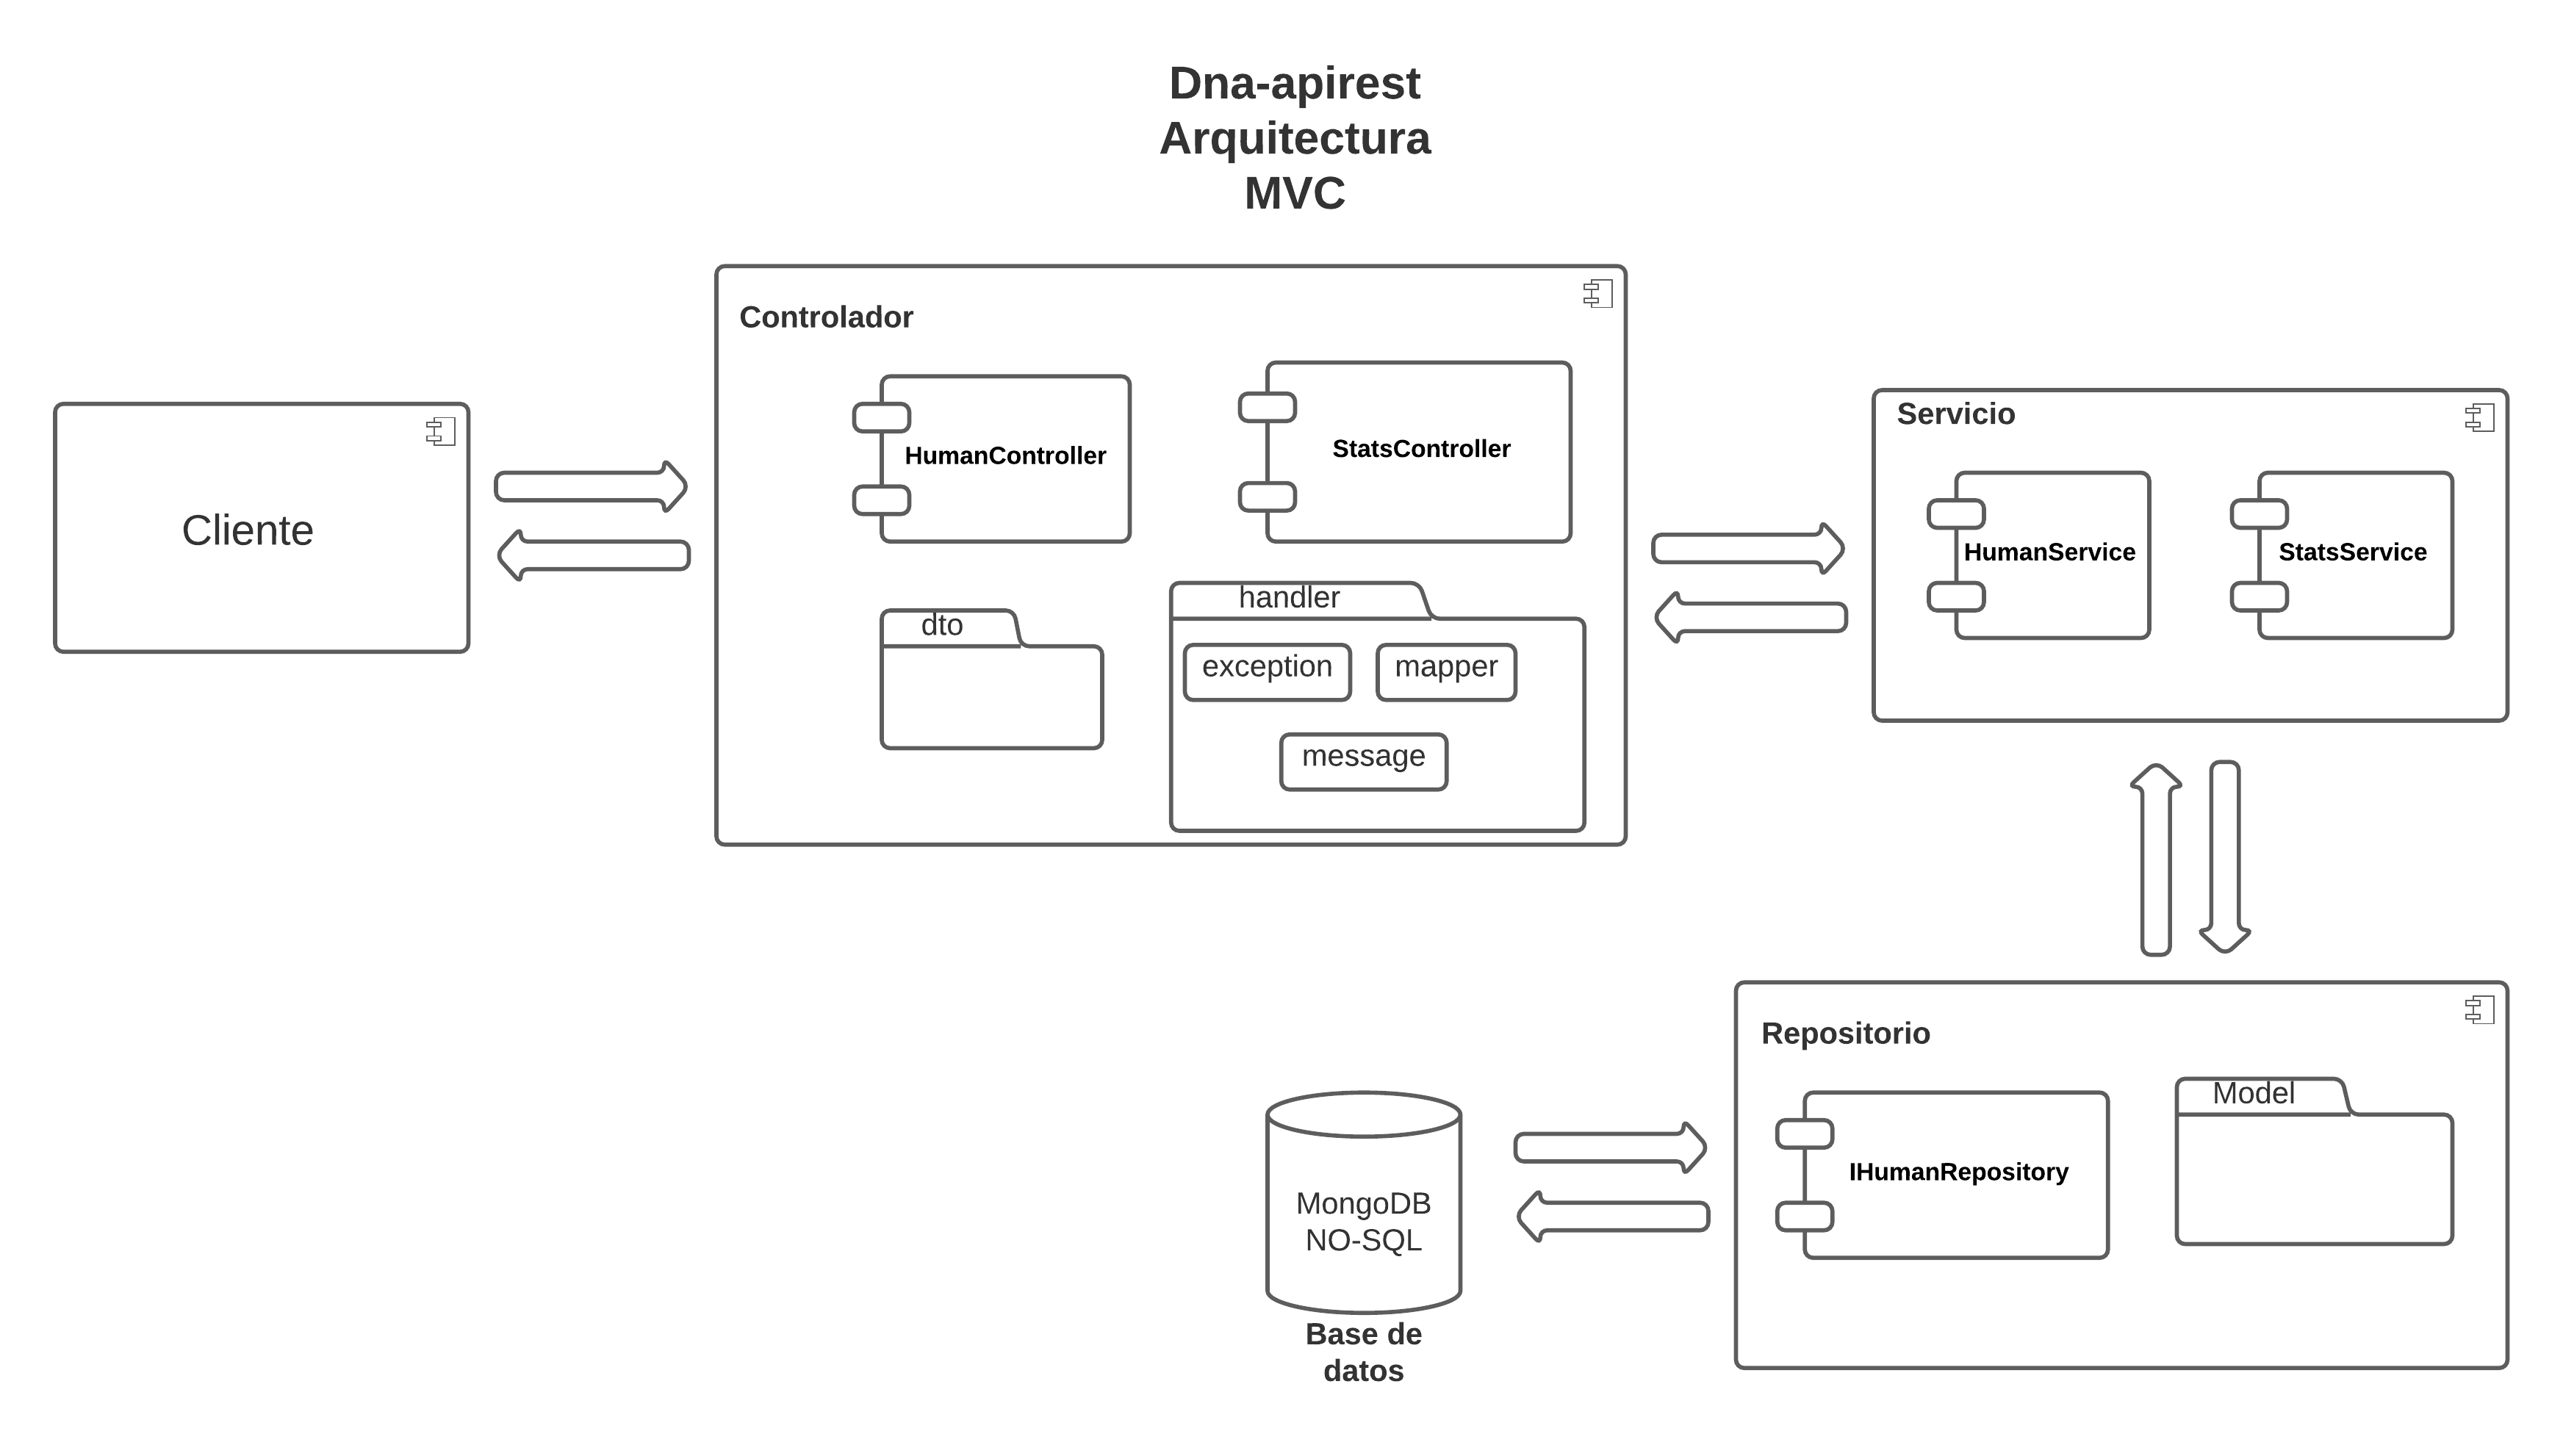 Dna-apirest
Arquitectura
MVC
Controlador
HumanController
StatsController
Cliente
dto
handler
exception
mapper
message
Servicio
HumanService
StatsService
Repositorio
IHumanRepository
Model
MongoDB
NO-SQL
Base de
datos